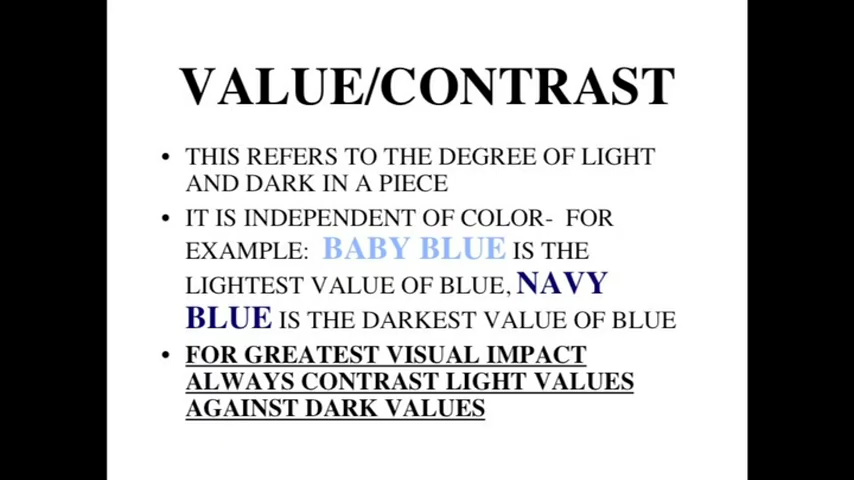 VALUE/CONTRAST
• THIS REFERS TO THE DEGREE OF LIGHT
AND DARK IN A PIECE
• IT IS INDEPENDENT OF COLOR- FOR
EXAMPLE: BABY BLUE IS THE
LIGHTEST VALUE OF BLUE, NAVY
BLUE IS THE DARKEST VALUE OF BLUE
• FOR GREATEST VISUAL IMPACT
ALWAYS CONTRAST LIGHT VALUES
AGAINST DARK VALUES